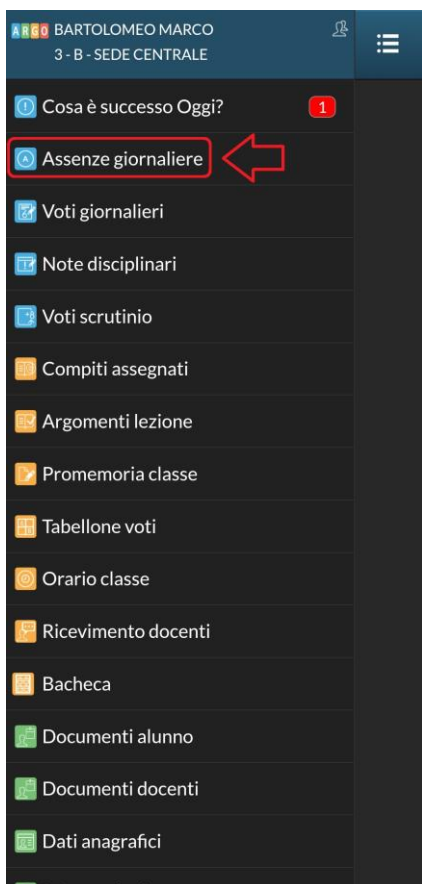 ARGO BARTOLOMEO MARCO
3 - B - SEDE CENTRALE
Cosa è successo Oggi? 1
Assenze giornaliere
Voti giornalieri
Note disciplinari
Voti scrutinio
Compiti assegnati
Argomenti lezione
Promemoria classe
Tabellone voti
Orario classe
Ricevimento docenti
Bacheca
Documenti alunno
Documenti docenti
Dati anagrafici